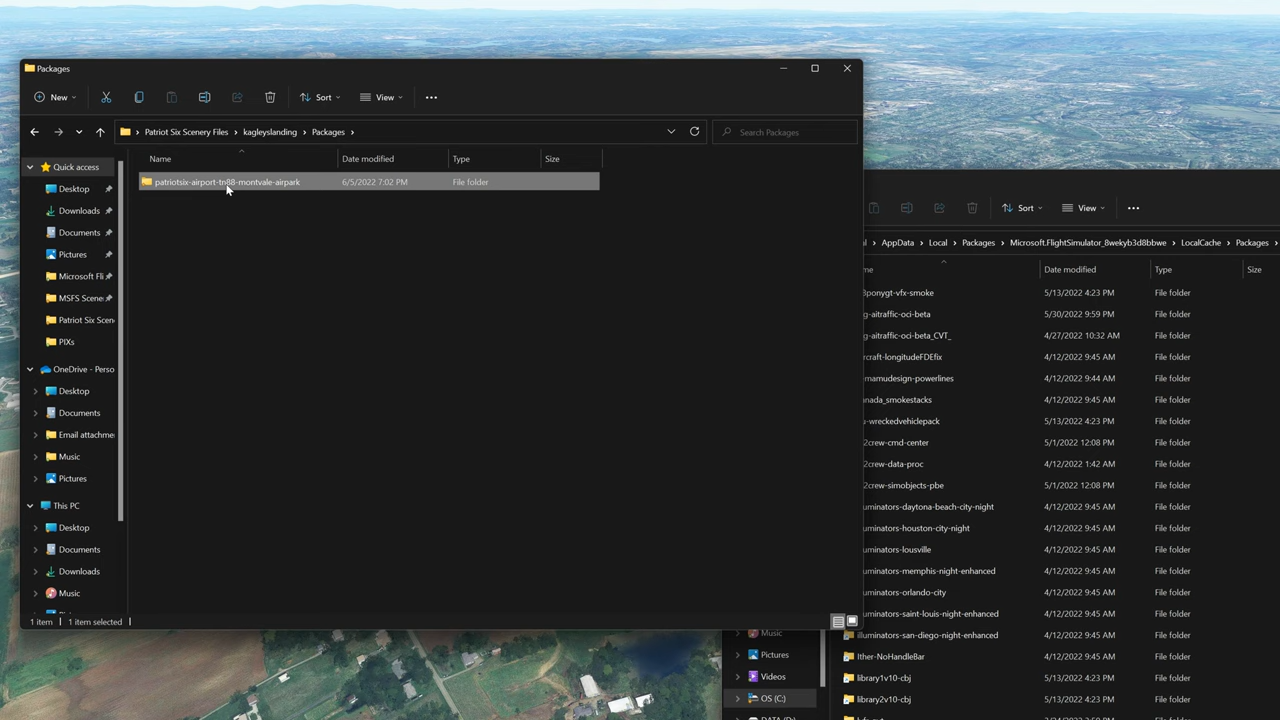 Packages
New
Sort
View
Patriot Six Scenery Files
kagleyslanding
Packages
Search Packages
Name
Date modified
Type
Size
patriotsix-airport-tn88-montvale-airpark
6/5/2022 7:02 PM
File folder
Quick access
Desktop
Downloads
Documents
Pictures
Microsoft Fli
MSFS Scene
Patriot Six Scen
PIXs
OneDrive - Perso
Desktop
Documents
Email attachme
Music
Pictures
This PC
Desktop
Documents
Downloads
Music
1 item
1 item selected
Sort
View
al
AppData
Local
Packages
Microsoft.FlightSimulator_8wekyb3d8bbwe
LocalCache
Packages
me
Date modified
Type
Size
3ponygt-vfx-smoke 5/13/2022 4:23 PM File folder
g-aitraffic-oci-beta 5/30/2022 9:59 PM File folder
g-aitraffic-oci-beta_CVT_ 4/27/2022 10:32 AM File folder
craft-longitudeFDEfix 4/12/2022 9:45 AM File folder
mamudesign-powerlines 4/12/2022 9:44 AM File folder
nada_smokestacks 4/12/2022 9:45 AM File folder
-wreckedvehiclepack 5/13/2022 4:23 PM File folder
2crew-cmd-center 5/1/2022 12:08 PM File folder
2crew-data-proc 4/12/2022 1:42 AM File folder
2crew-simobjects-pbe 5/1/2022 12:08 PM File folder
uminators-daytona-beach-city-night 4/12/2022 9:45 AM File folder
uminators-houston-city-night 4/12/2022 9:45 AM File folder
uminators-lousville 4/12/2022 9:45 AM File folder
uminators-memphis-night-enhanced 4/12/2022 9:45 AM File folder
uminators-orlando-city 4/12/2022 9:45 AM File folder
uminators-saint-louis-night-enhanced 4/12/2022 9:45 AM File folder
illuminators-san-diego-night-enhanced 4/12/2022 9:45 AM File folder
lther-NoHandleBar 4/12/2022 9:45 AM File folder
library1v10-cbj 5/13/2022 4:23 PM File folder
library2v10-cbj 5/13/2022 4:23 PM File folder
Music
Pictures
Videos
OS (C:)
DATA (D:)